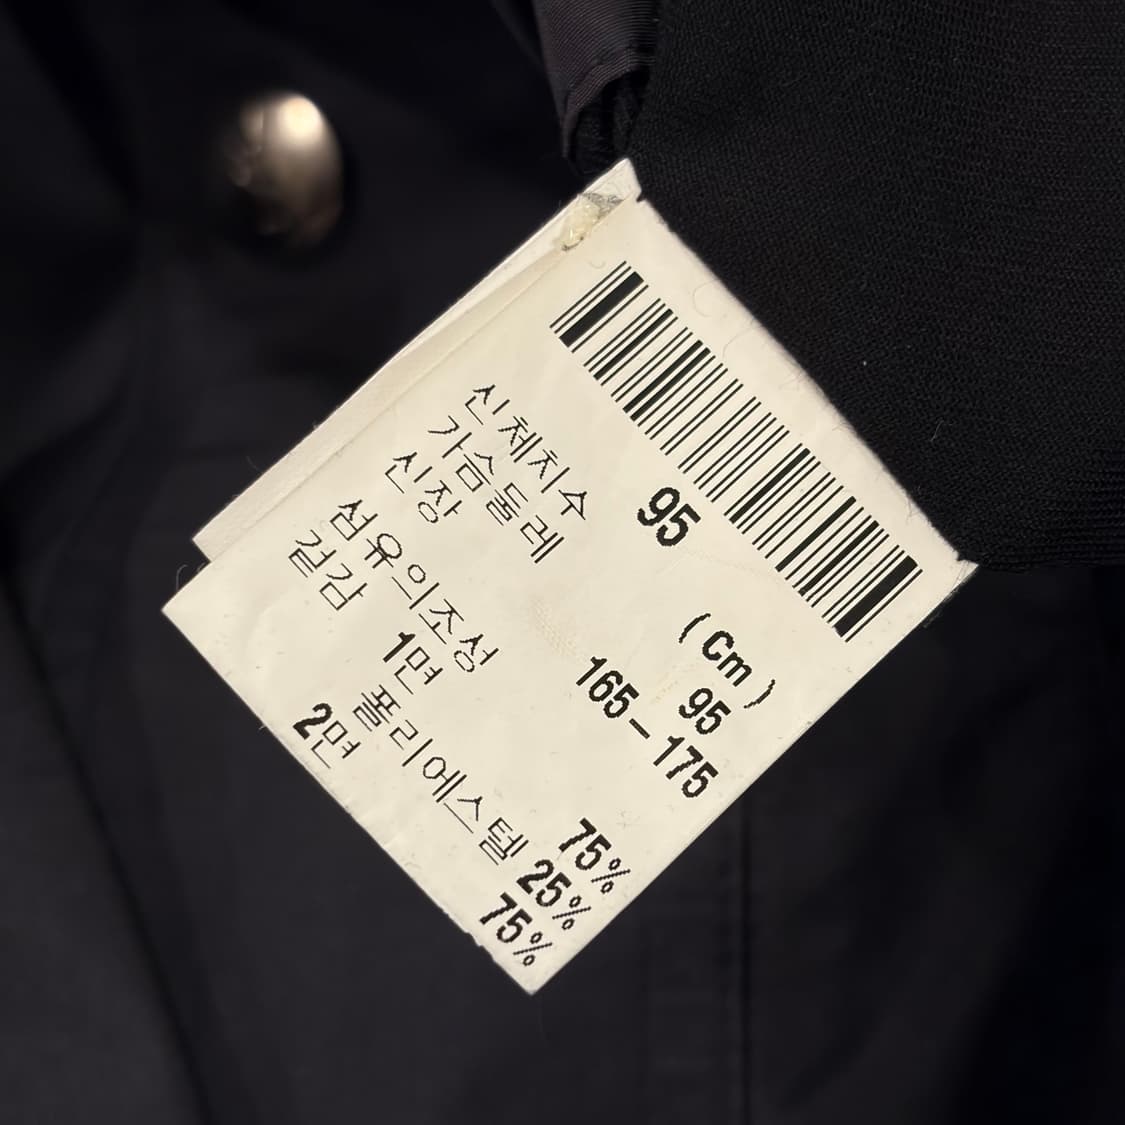 95
신체치수 (Cm)
가슴둘레 95
신장 165-175
섬유의조성
겉감 1면 75%
폴리에스텔 25%
2면 75%